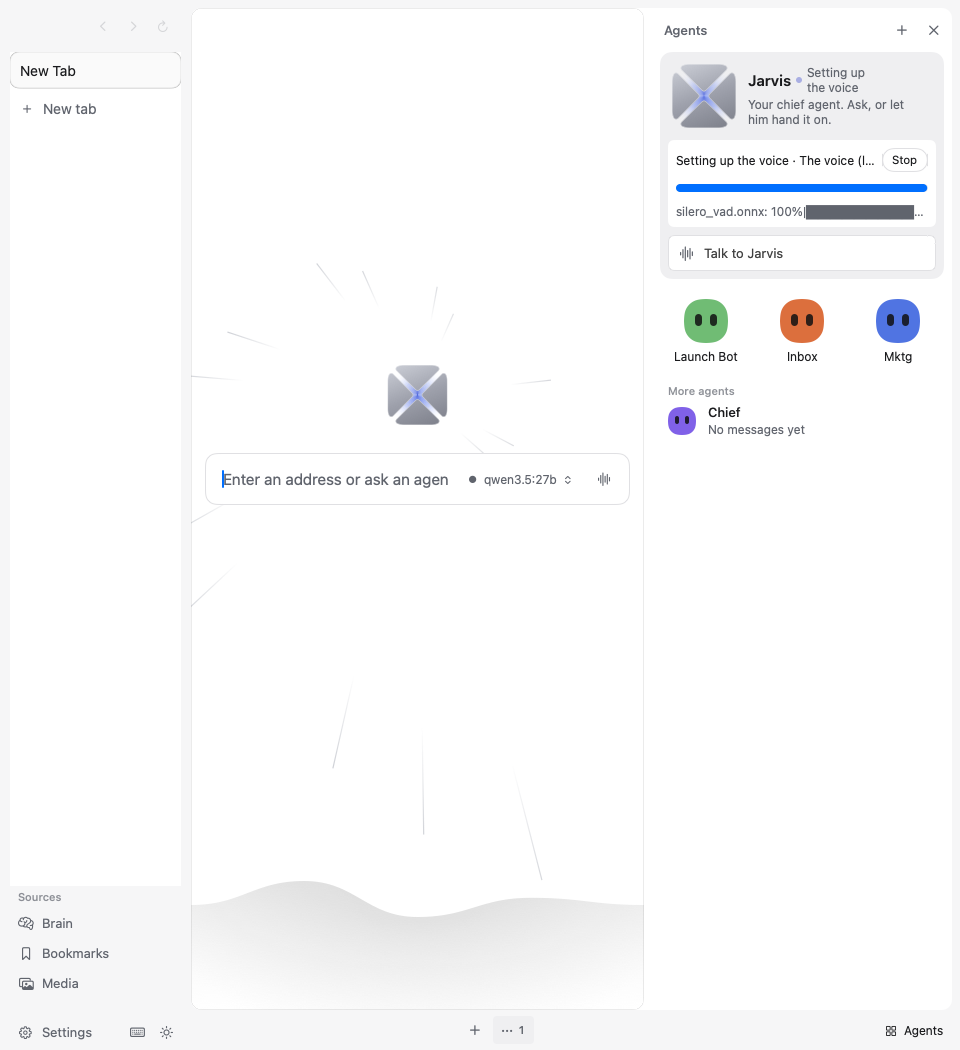 New Tab
+ New tab
Sources
Brain
Bookmarks
Media
Settings
Enter an address or ask an agen
qwen3.5:27b
+ ··· 1
Agents
Jarvis
Setting up
the voice
Your chief agent. Ask, or let
him hand it on.
Setting up the voice · The voice (l...
Stop
silero_vad.onnx: 100%|...
Talk to Jarvis
Launch Bot
Inbox
Mktg
More agents
Chief
No messages yet
Agents